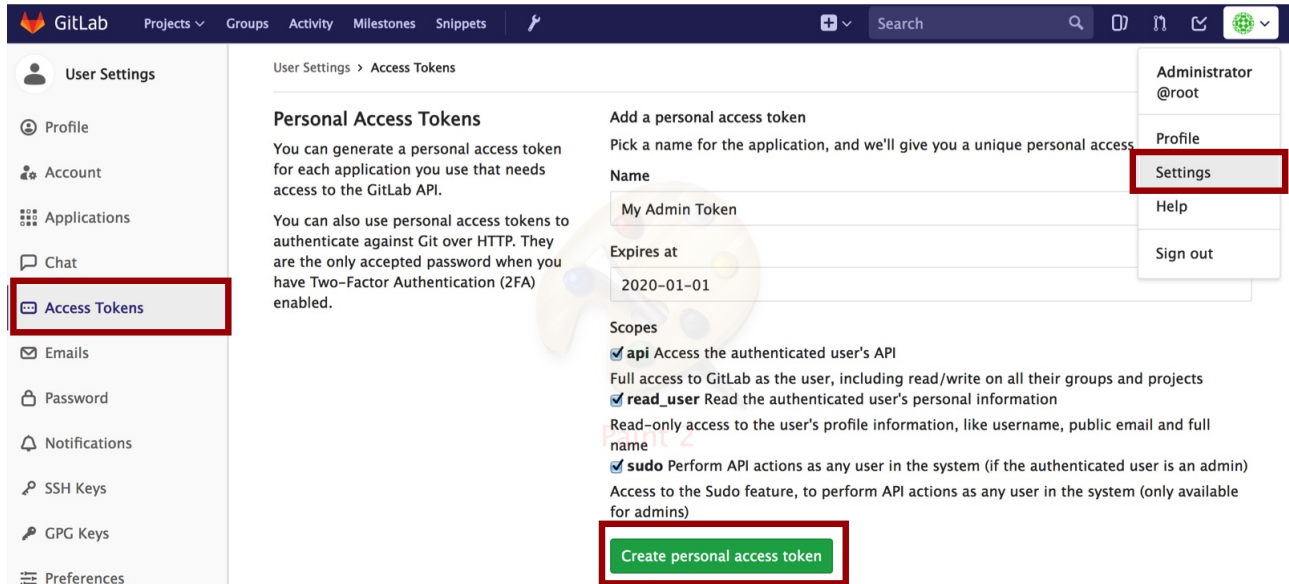 GitLab Projects Groups Activity Milestones Snippets Search
User Settings
Profile
Account
Applications
Chat
Access Tokens
Emails
Password
Notifications
SSH Keys
GPG Keys
Preferences
User Settings > Access Tokens
Personal Access Tokens
You can generate a personal access token
for each application you use that needs
access to the GitLab API.
You can also use personal access tokens to
authenticate against Git over HTTP. They
are the only accepted password when you
have Two-Factor Authentication (2FA)
enabled.
Add a personal access token
Pick a name for the application, and we'll give you a unique personal access
Name
My Admin Token
Expires at
2020-01-01
Scopes
api Access the authenticated user's API
Full access to GitLab as the user, including read/write on all their groups and projects
read_user Read the authenticated user's personal information
Read-only access to the user's profile information, like username, public email and full
name
sudo Perform API actions as any user in the system (if the authenticated user is an admin)
Access to the Sudo feature, to perform API actions as any user in the system (only available
for admins)
Create personal access token
Administrator
@root
Profile
Settings
Help
Sign out
Paint 2